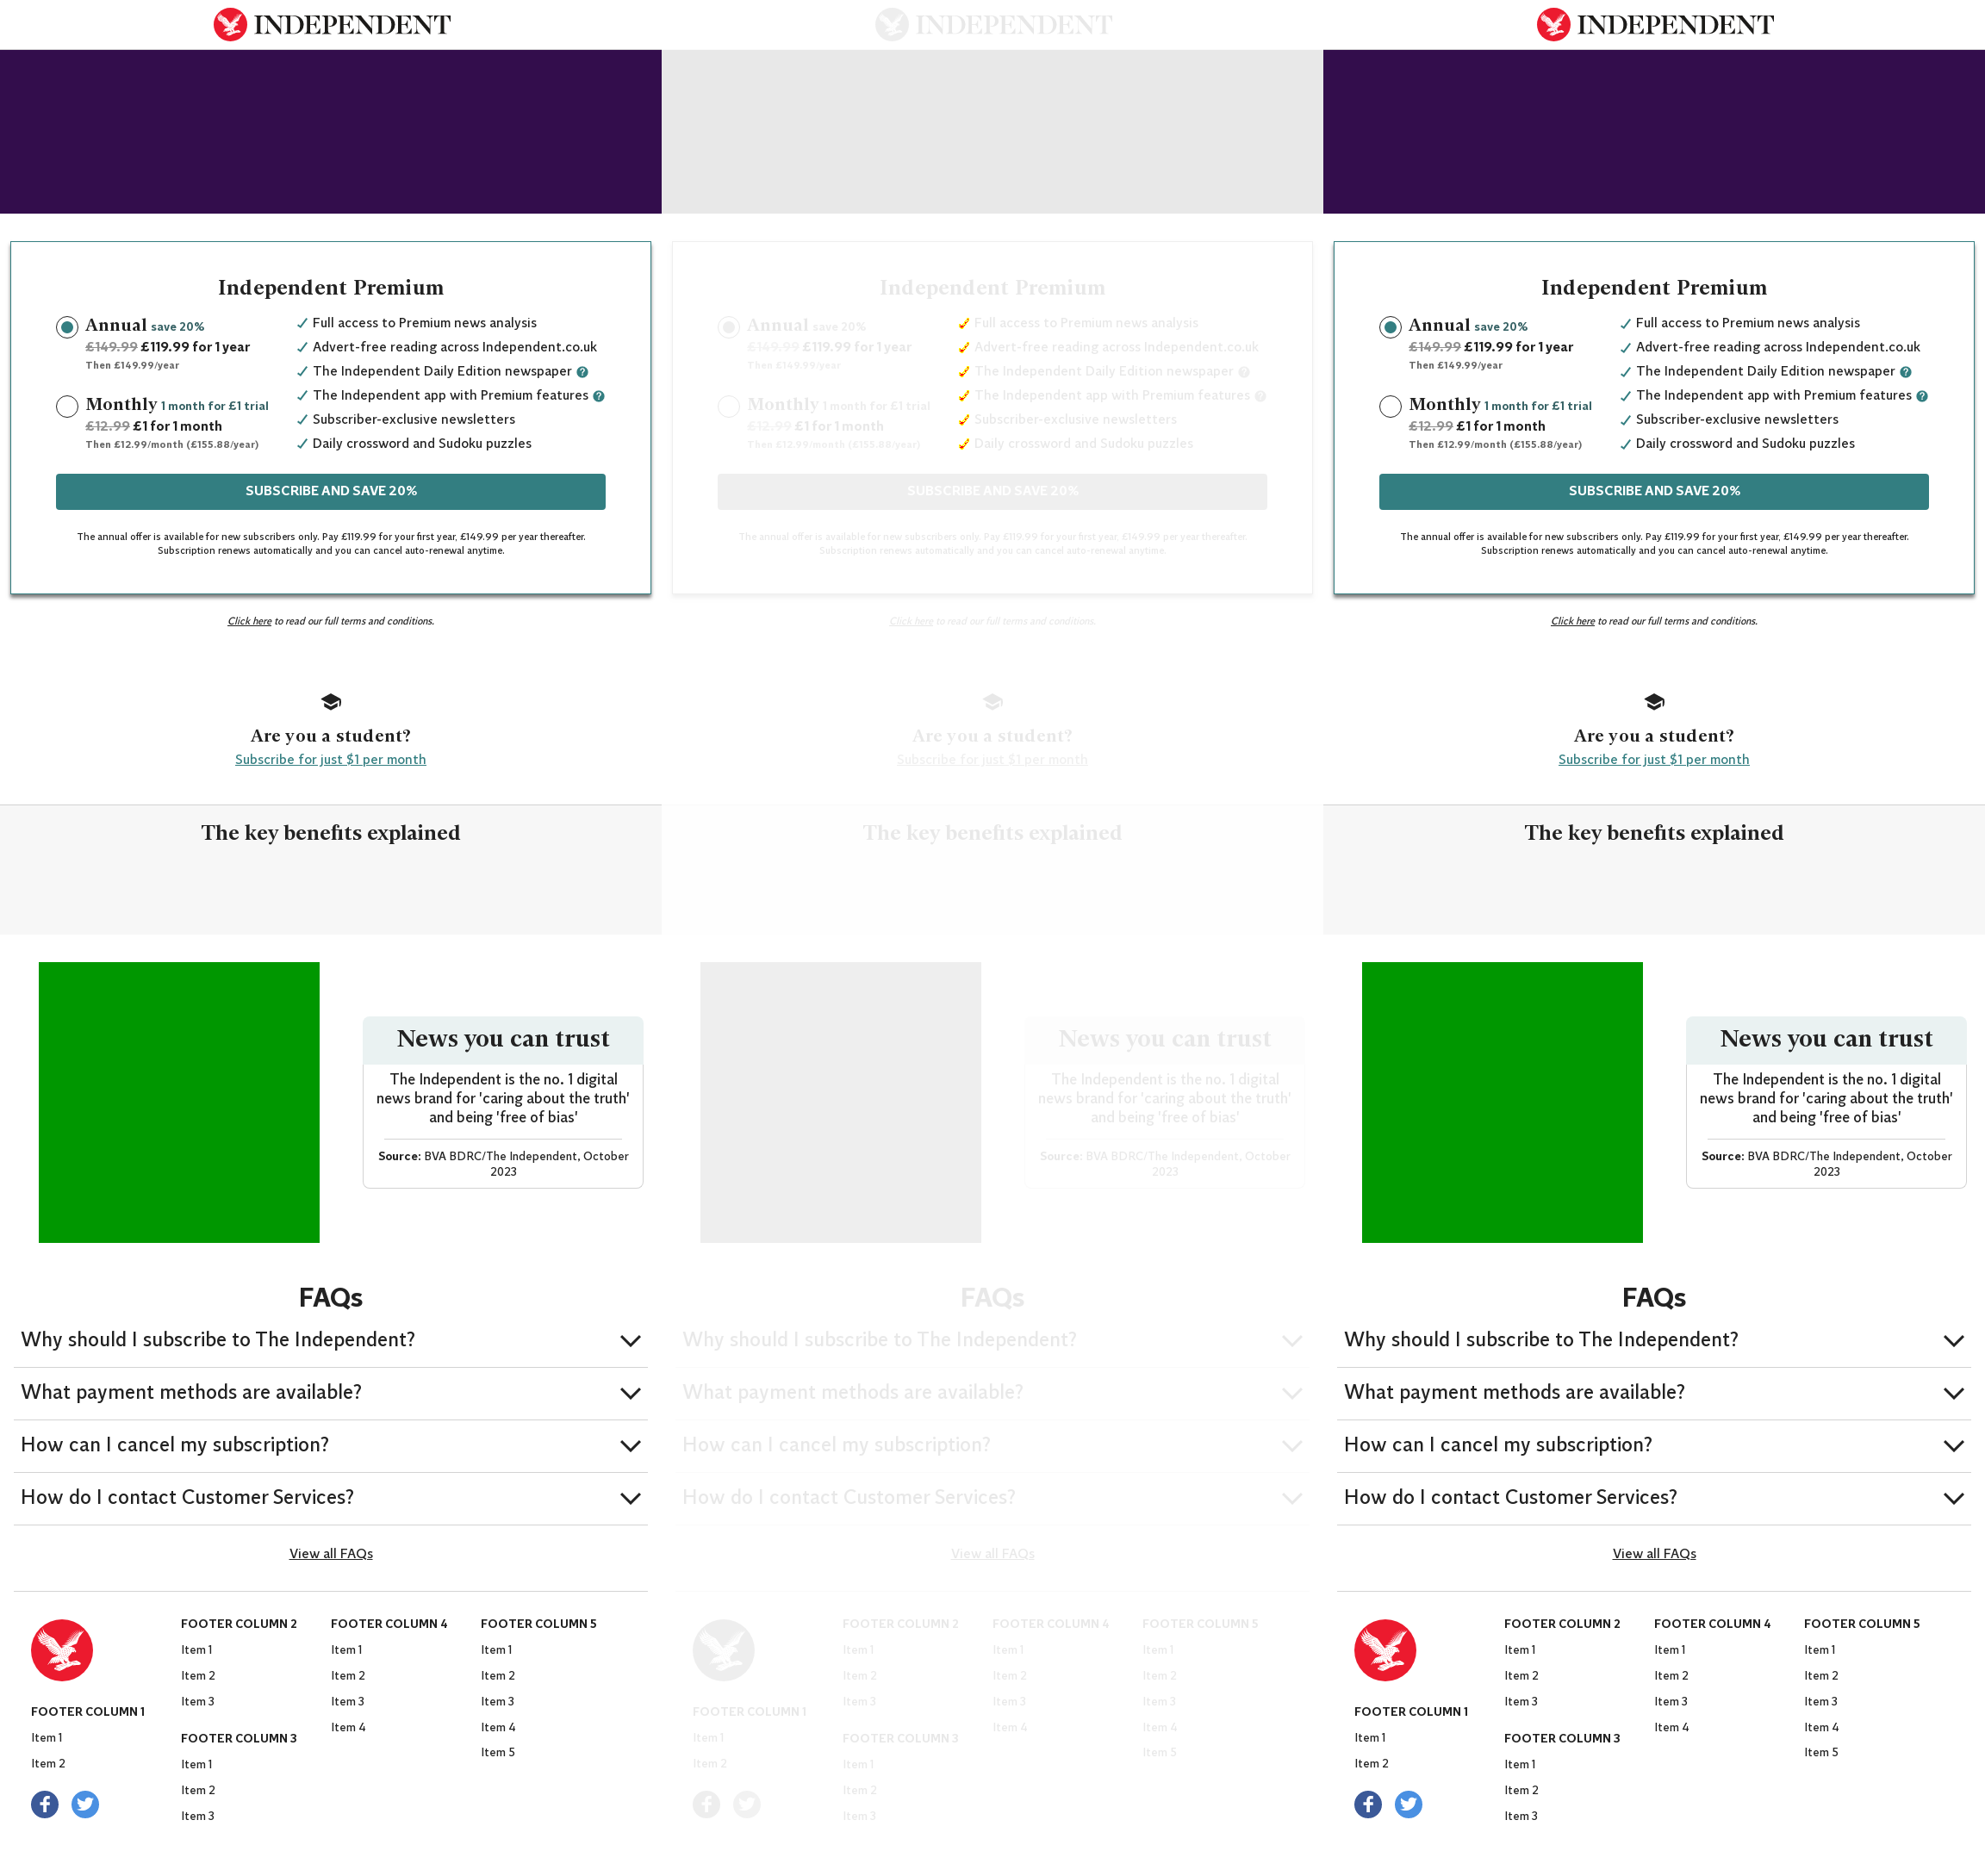 INDEPENDENT
Independent Premium
Annual save 20%
£149.99 £119.99 for 1 year
Then £149.99/year
Monthly 1 month for £1 trial
£12.99 £1 for 1 month
Then £12.99/month (£155.88/year)
Full access to Premium news analysis
Advert-free reading across Independent.co.uk
The Independent Daily Edition newspaper ?
The Independent app with Premium features ?
Subscriber-exclusive newsletters
Daily crossword and Sudoku puzzles
SUBSCRIBE AND SAVE 20%
The annual offer is available for new subscribers only. Pay £119.99 for your first year, £149.99 per year thereafter.
Subscription renews automatically and you can cancel auto-renewal anytime.
Click here to read our full terms and conditions.
Are you a student?
Subscribe for just $1 per month
The key benefits explained
News you can trust
The Independent is the no. 1 digital
news brand for 'caring about the truth'
and being 'free of bias'
Source: BVA BDRC/The Independent, October
2023
FAQs
Why should I subscribe to The Independent?
What payment methods are available?
How can I cancel my subscription?
How do I contact Customer Services?
View all FAQs
FOOTER COLUMN 1
Item 1
Item 2
FOOTER COLUMN 2
Item 1
Item 2
Item 3
FOOTER COLUMN 3
Item 1
Item 2
Item 3
FOOTER COLUMN 4
Item 1
Item 2
Item 3
Item 4
FOOTER COLUMN 5
Item 1
Item 2
Item 3
Item 4
Item 5
INDEPENDENT
Independent Premium
Annual save 20%
£149.99 £119.99 for 1 year
Then £149.99/year
Monthly 1 month for £1 trial
£12.99 £1 for 1 month
Then £12.99/month (£155.88/year)
Full access to Premium news analysis
Advert-free reading across Independent.co.uk
The Independent Daily Edition newspaper ?
The Independent app with Premium features ?
Subscriber-exclusive newsletters
Daily crossword and Sudoku puzzles
SUBSCRIBE AND SAVE 20%
The annual offer is available for new subscribers only. Pay £119.99 for your first year, £149.99 per year thereafter.
Subscription renews automatically and you can cancel auto-renewal anytime.
Click here to read our full terms and conditions.
Are you a student?
Subscribe for just $1 per month
The key benefits explained
News you can trust
The Independent is the no. 1 digital
news brand for 'caring about the truth'
and being 'free of bias'
Source: BVA BDRC/The Independent, October
2023
FAQs
Why should I subscribe to The Independent?
What payment methods are available?
How can I cancel my subscription?
How do I contact Customer Services?
View all FAQs
FOOTER COLUMN 1
Item 1
Item 2
FOOTER COLUMN 2
Item 1
Item 2
Item 3
FOOTER COLUMN 3
Item 1
Item 2
Item 3
FOOTER COLUMN 4
Item 1
Item 2
Item 3
Item 4
FOOTER COLUMN 5
Item 1
Item 2
Item 3
Item 4
Item 5
INDEPENDENT
Independent Premium
Annual save 20%
£149.99 £119.99 for 1 year
Then £149.99/year
Monthly 1 month for £1 trial
£12.99 £1 for 1 month
Then £12.99/month (£155.88/year)
Full access to Premium news analysis
Advert-free reading across Independent.co.uk
The Independent Daily Edition newspaper ?
The Independent app with Premium features ?
Subscriber-exclusive newsletters
Daily crossword and Sudoku puzzles
SUBSCRIBE AND SAVE 20%
The annual offer is available for new subscribers only. Pay £119.99 for your first year, £149.99 per year thereafter.
Subscription renews automatically and you can cancel auto-renewal anytime.
Click here to read our full terms and conditions.
Are you a student?
Subscribe for just $1 per month
The key benefits explained
News you can trust
The Independent is the no. 1 digital
news brand for 'caring about the truth'
and being 'free of bias'
Source: BVA BDRC/The Independent, October
2023
FAQs
Why should I subscribe to The Independent?
What payment methods are available?
How can I cancel my subscription?
How do I contact Customer Services?
View all FAQs
FOOTER COLUMN 1
Item 1
Item 2
FOOTER COLUMN 2
Item 1
Item 2
Item 3
FOOTER COLUMN 3
Item 1
Item 2
Item 3
FOOTER COLUMN 4
Item 1
Item 2
Item 3
Item 4
FOOTER COLUMN 5
Item 1
Item 2
Item 3
Item 4
Item 5